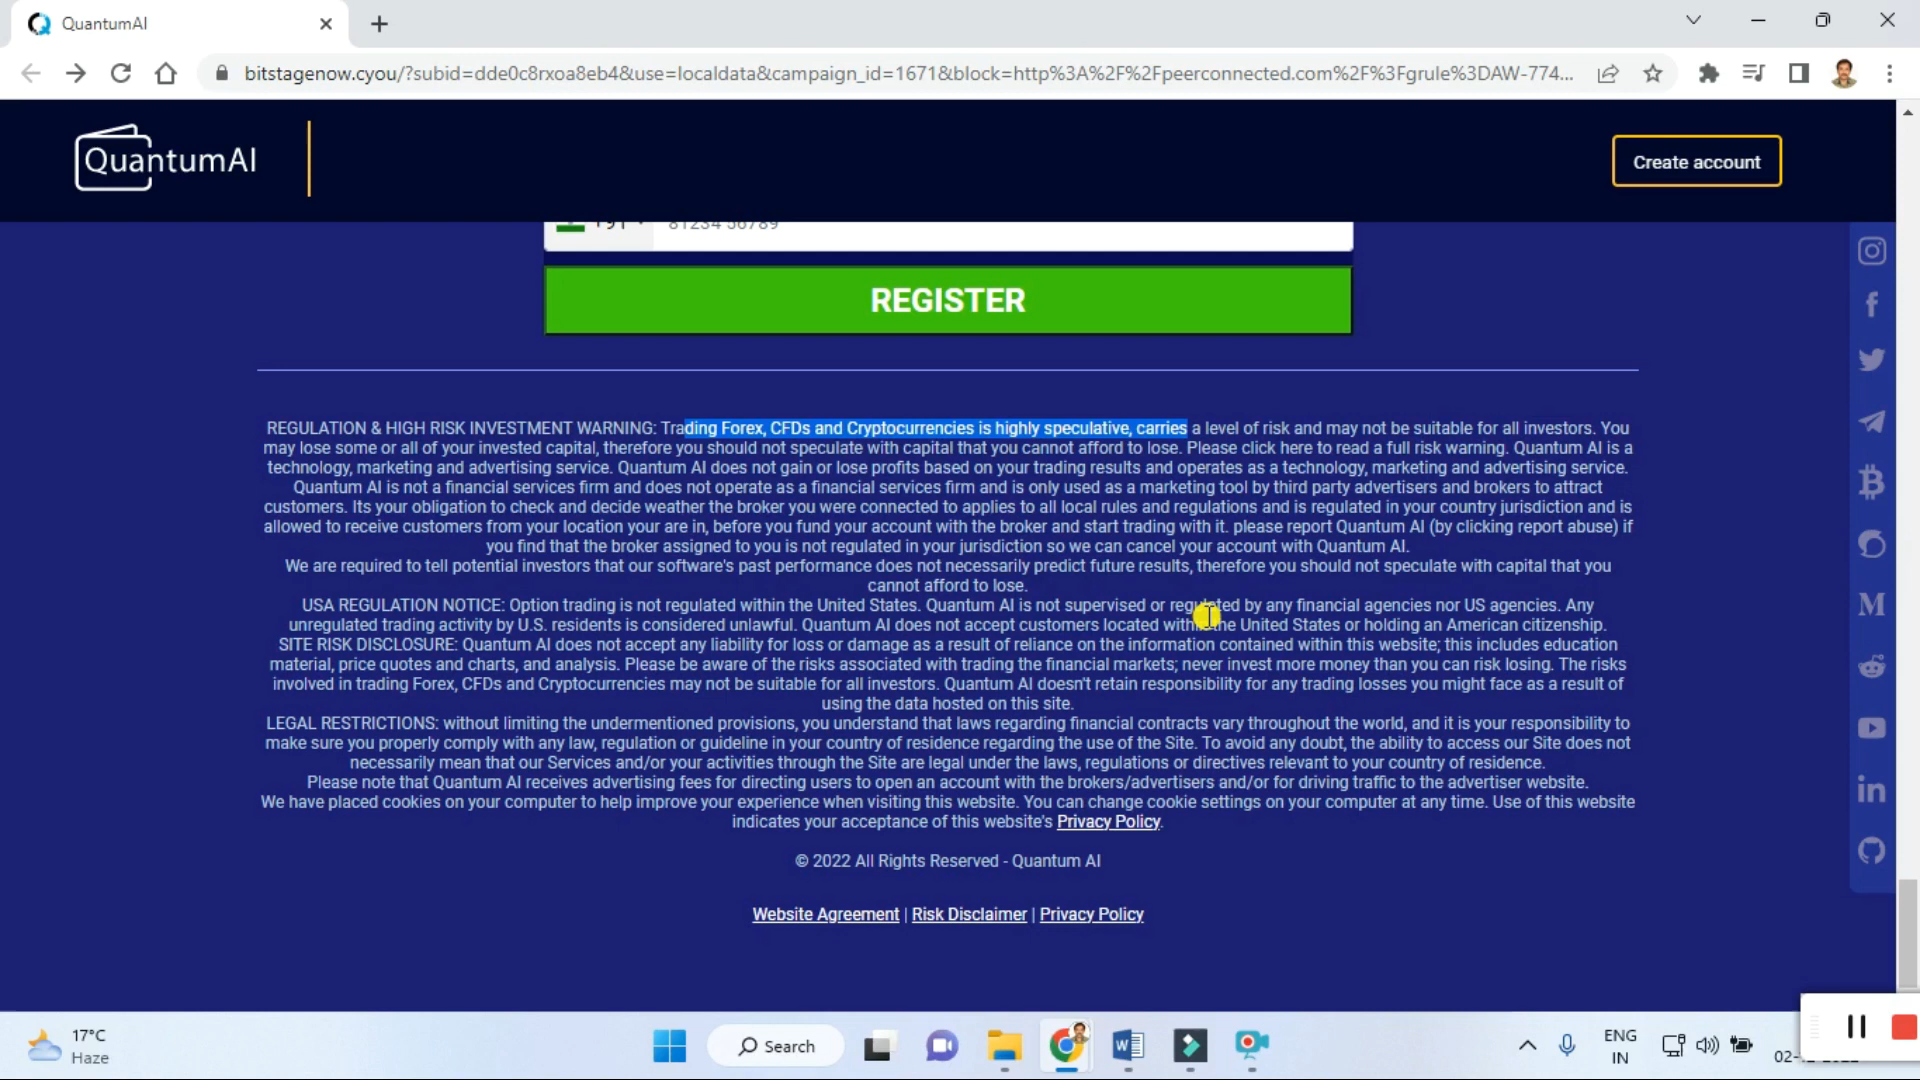 QuantumAI
bitstagenow.cyou/?subid=dde0c8rxoa8eb4&use=localdata&campaign_id=1671&block=http%3A%2F%2Fpeerconnected.com%2F%3Fgrule%3DAW-774...
QuantumAI
Create account
+91 81234 56789
REGISTER
REGULATION & HIGH RISK INVESTMENT WARNING: Trading Forex, CFDs and Cryptocurrencies is highly speculative, carries a level of risk and may not be suitable for all investors. You
may lose some or all of your invested capital, therefore you should not speculate with capital that you cannot afford to lose. Please click here to read a full risk warning. Quantum AI is a
technology, marketing and advertising service. Quantum AI does not gain or lose profits based on your trading results and operates as a technology, marketing and advertising service.
Quantum AI is not a financial services firm and does not operate as a financial services firm and is only used as a marketing tool by third party advertisers and brokers to attract
customers. Its your obligation to check and decide weather the broker you were connected to applies to all local rules and regulations and is regulated in your country jurisdiction and is
allowed to receive customers from your location your are in, before you fund your account with the broker and start trading with it. please report Quantum AI (by clicking report abuse) if
you find that the broker assigned to you is not regulated in your jurisdiction so we can cancel your account with Quantum AI.
We are required to tell potential investors that our software's past performance does not necessarily predict future results, therefore you should not speculate with capital that you
cannot afford to lose.
USA REGULATION NOTICE: Option trading is not regulated within the United States. Quantum AI is not supervised or regulated by any financial agencies nor US agencies. Any
unregulated trading activity by U.S. residents is considered unlawful. Quantum AI does not accept customers located within the United States or holding an American citizenship.
SITE RISK DISCLOSURE: Quantum AI does not accept any liability for loss or damage as a result of reliance on the information contained within this website; this includes education
material, price quotes and charts, and analysis. Please be aware of the risks associated with trading the financial markets; never invest more money than you can risk losing. The risks
involved in trading Forex, CFDs and Cryptocurrencies may not be suitable for all investors. Quantum AI doesn't retain responsibility for any trading losses you might face as a result of
using the data hosted on this site.
LEGAL RESTRICTIONS: without limiting the undermentioned provisions, you understand that laws regarding financial contracts vary throughout the world, and it is your responsibility to
make sure you properly comply with any law, regulation or guideline in your country of residence regarding the use of the Site. To avoid any doubt, the ability to access our Site does not
necessarily mean that our Services and/or your activities through the Site are legal under the laws, regulations or directives relevant to your country of residence.
Please note that Quantum AI receives advertising fees for directing users to open an account with the brokers/advertisers and/or for driving traffic to the advertiser website.
We have placed cookies on your computer to help improve your experience when visiting this website. You can change cookie settings on your computer at any time. Use of this website
indicates your acceptance of this website's Privacy Policy.
© 2022 All Rights Reserved - Quantum AI
Website Agreement | Risk Disclaimer | Privacy Policy
17°C
Haze
Search
ENG
IN